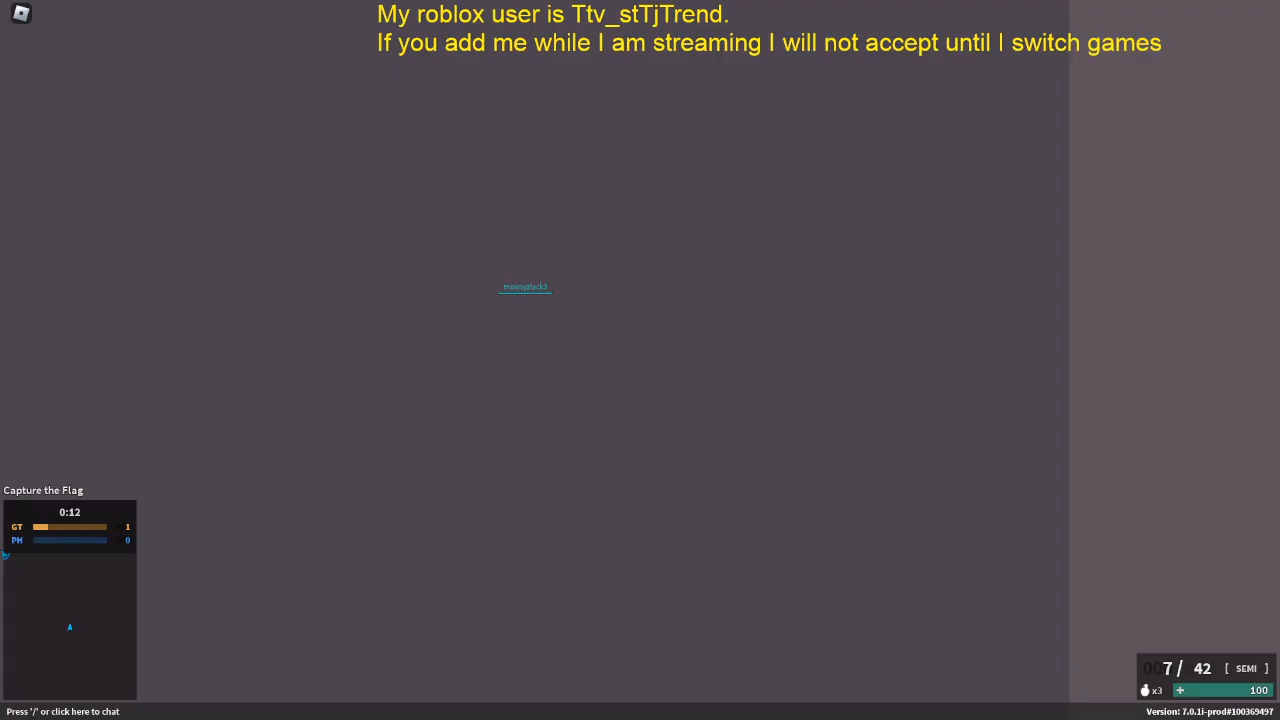 My roblox user is Ttv_stTjTrend.
If you add me while I am streaming I will not accept until I switch games
Capture the Flag
0:12
GT 1
PH 0
A
007 / 42 [ SEMI ]
x3 + 100
Press '/' or click here to chat
Version: 7.0.1i-prod#100369497